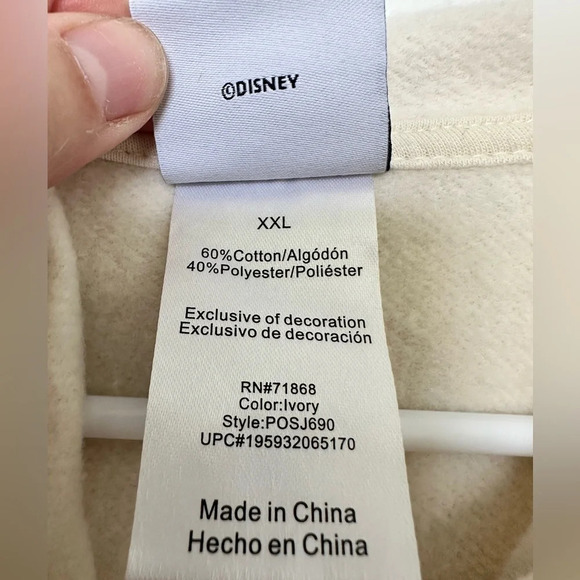 ©DISNEY
XXL
60%Cotton/Algódón
40%Polyester/Poliéster
Exclusive of decoration
Exclusivo de decoración
RN#71868
Color:Ivory
Style:POSJ690
UPC#195932065170
Made in China
Hecho en China